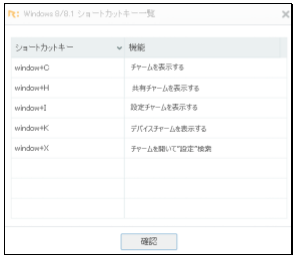 Windows 8/8.1 ショートカットキー一覧
ショートカットキー 機能
window+C チャームを表示する
window+H 共有チャームを表示する
window+I 設定チャームを表示する
window+K デバイスチャームを表示する
window+X チャームを開いて"設定"検索
確認